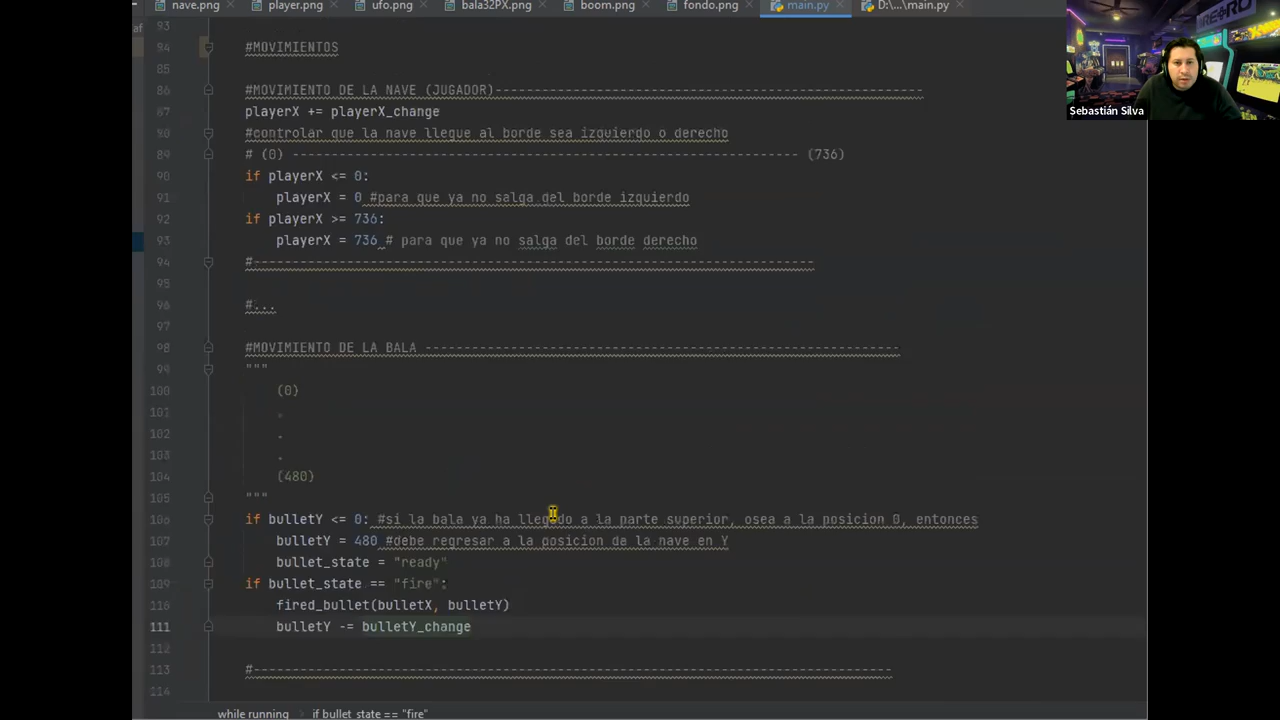 nave.png player.png ufo.png bala32PX.png boom.png fondo.png main.py D:\...\main.py
af
Sebastián Silva
93
84 #MOVIMIENTOS
85
86 #MOVIMIENTO DE LA NAVE (JUGADOR)-------------------------------------------------------
87 playerX += playerX_change
#controlar que la nave llegue al borde sea izquierdo o derecho
89 # (0) ----------------------------------------------------------------- (736)
90 if playerX <= 0:
91 playerX = 0 #para que ya no salga del borde izquierdo
92 if playerX >= 736:
93 playerX = 736 # para que ya no salga del borde derecho
94 #------------------------------------------------------------------------
95
96 #...
97
98 #MOVIMIENTO DE LA BALA -------------------------------------------------------------
99 """
100 (0)
.
102 .
103 .
104 (480)
105 """
106 if bulletY <= 0: #si la bala ya ha llegado a la parte superior, osea a la posicion 0, entonces
107 bulletY = 480 #debe regresar a la posicion de la nave en Y
108 bullet_state = "ready"
109 if bullet_state == "fire":
110 fired_bullet(bulletX, bulletY)
111 bulletY -= bulletY_change
112
113 #----------------------------------------------------------------------------------
114
while running if bullet_state == "fire"